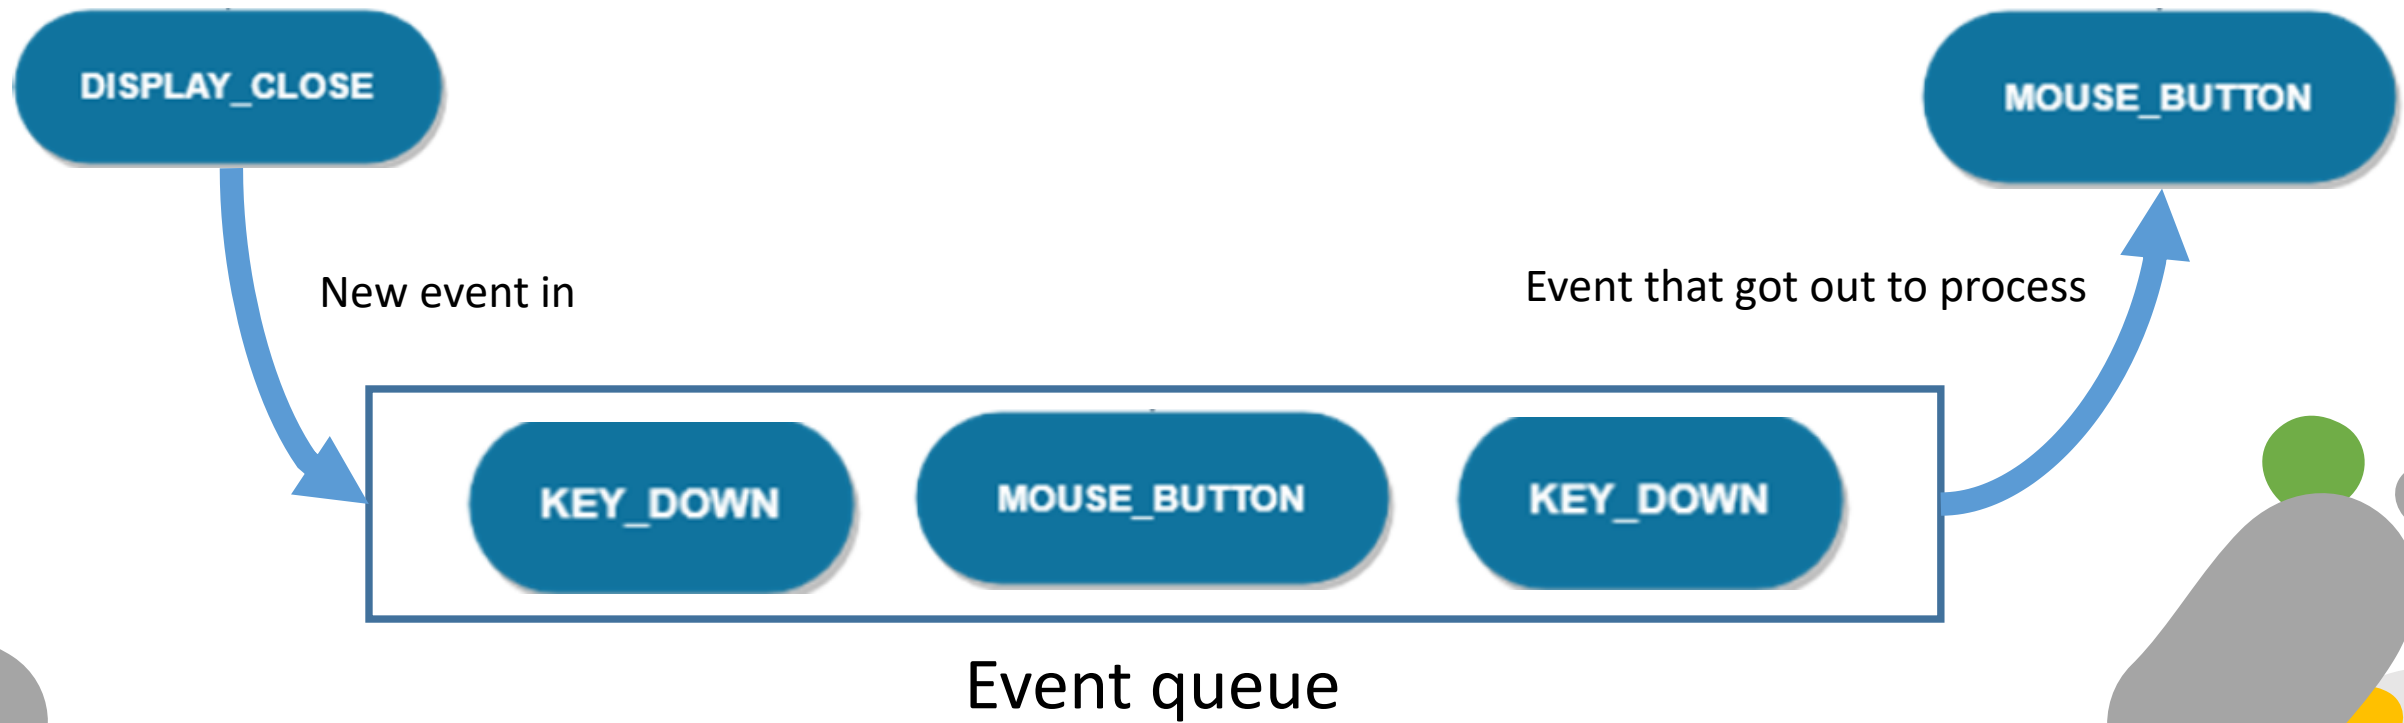 DISPLAY_CLOSE
MOUSE_BUTTON
New event in
Event that got out to process
KEY_DOWN
MOUSE_BUTTON
KEY_DOWN
Event queue